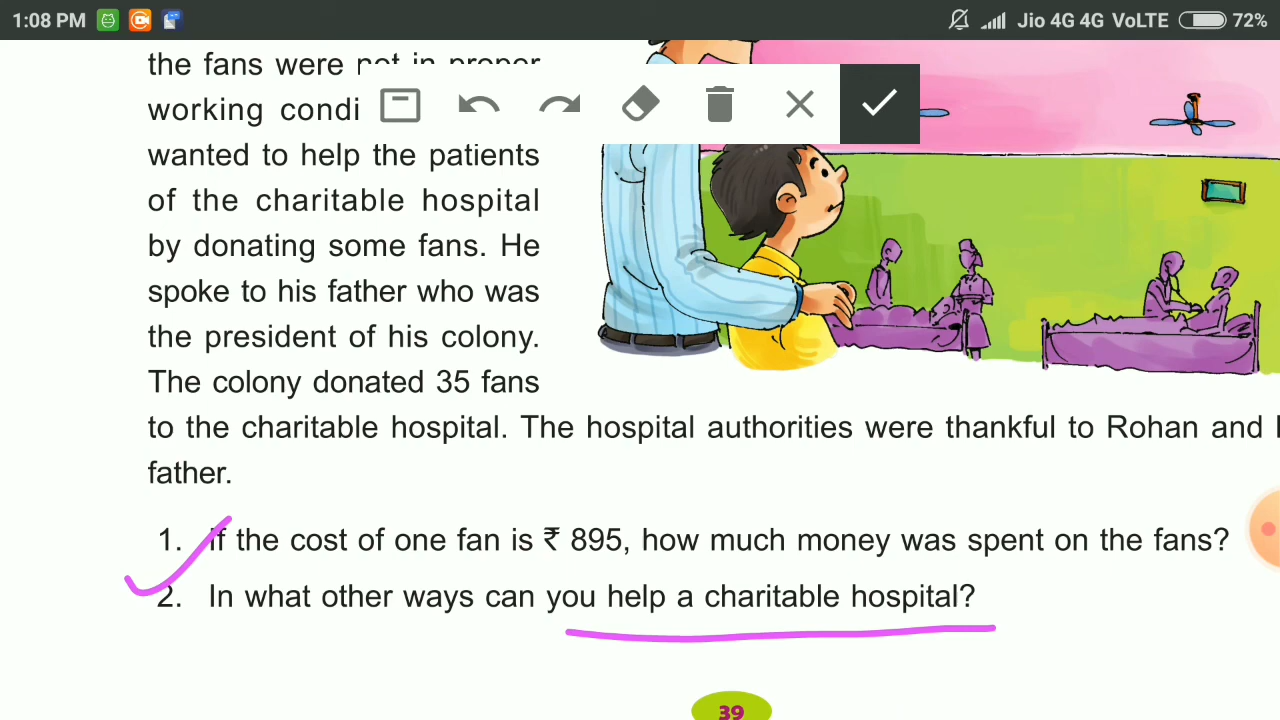 1:08 PM
Jio 4G 4G VoLTE 72%
the fans were not in proper
working condi
wanted to help the patients
of the charitable hospital
by donating some fans. He
spoke to his father who was
the president of his colony.
The colony donated 35 fans
to the charitable hospital. The hospital authorities were thankful to Rohan and
father.
1. If the cost of one fan is ₹ 895, how much money was spent on the fans?
2. In what other ways can you help a charitable hospital?
39